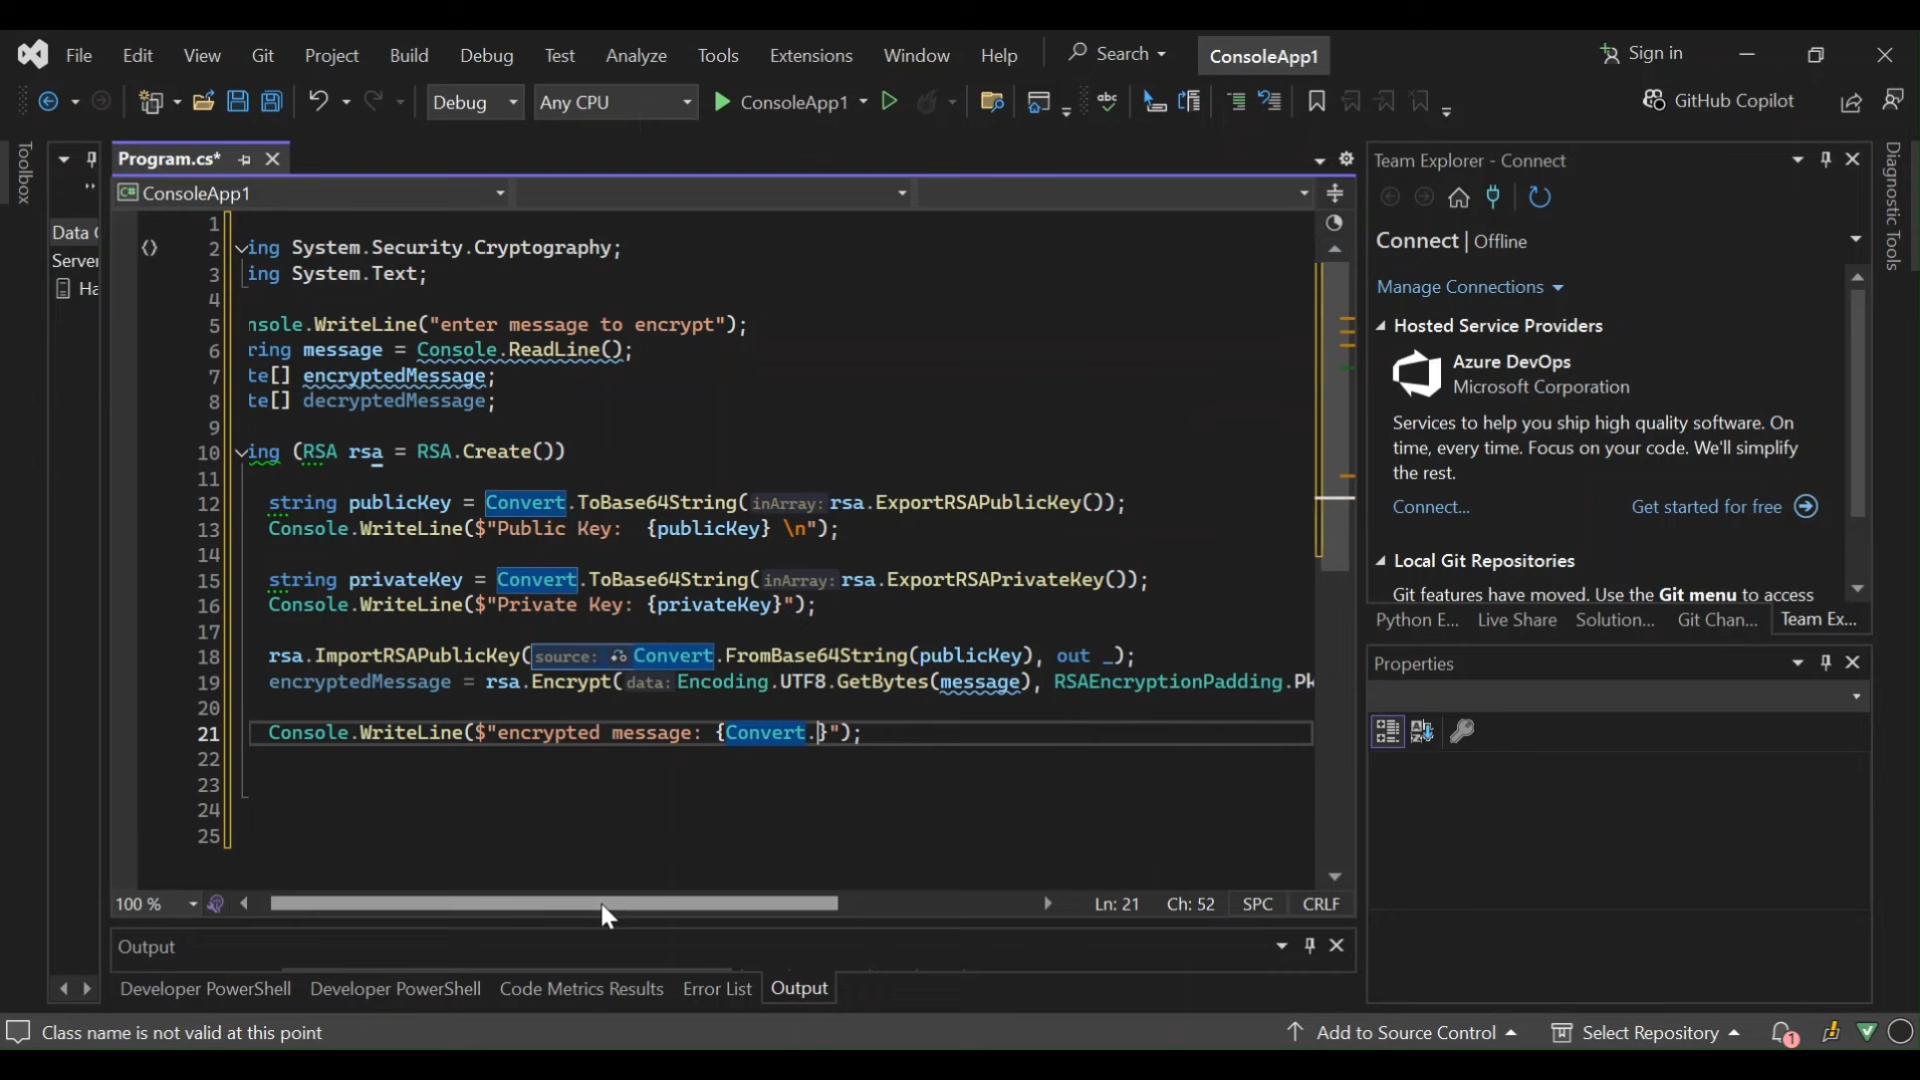 File Edit View Git Project Build Debug Test Analyze Tools Extensions Window Help Search ConsoleApp1 Sign in
Debug Any CPU ConsoleApp1 GitHub Copilot
Toolbox
Data
Server
Ha
Program.cs*
C# ConsoleApp1
1
2 ing System.Security.Cryptography;
3 ing System.Text;
4
5 nsole.WriteLine("enter message to encrypt");
6 ring message = Console.ReadLine();
7 te[] encryptedMessage;
8 te[] decryptedMessage;
9
10 ing (RSA rsa = RSA.Create())
11
12 string publicKey = Convert.ToBase64String(inArray: rsa.ExportRSAPublicKey());
13 Console.WriteLine($"Public Key:  {publicKey} \n");
14
15 string privateKey = Convert.ToBase64String(inArray: rsa.ExportRSAPrivateKey());
16 Console.WriteLine($"Private Key: {privateKey}");
17
18 rsa.ImportRSAPublicKey(source: Convert.FromBase64String(publicKey), out _);
19 encryptedMessage = rsa.Encrypt(data: Encoding.UTF8.GetBytes(message), RSAEncryptionPadding.Pk
20
21 Console.WriteLine($"encrypted message: {Convert.}");
22
23
24
25
100 % Ln: 21 Ch: 52 SPC CRLF
Output
Developer PowerShell Developer PowerShell Code Metrics Results Error List Output
Team Explorer - Connect
Connect | Offline
Manage Connections
Hosted Service Providers
Azure DevOps
Microsoft Corporation
Services to help you ship high quality software. On
time, every time. Focus on your code. We'll simplify
the rest.
Connect... Get started for free
Local Git Repositories
Git features have moved. Use the Git menu to access
Python E... Live Share Solution... Git Chan... Team Ex...
Properties
Diagnostic Tools
Class name is not valid at this point Add to Source Control Select Repository 1